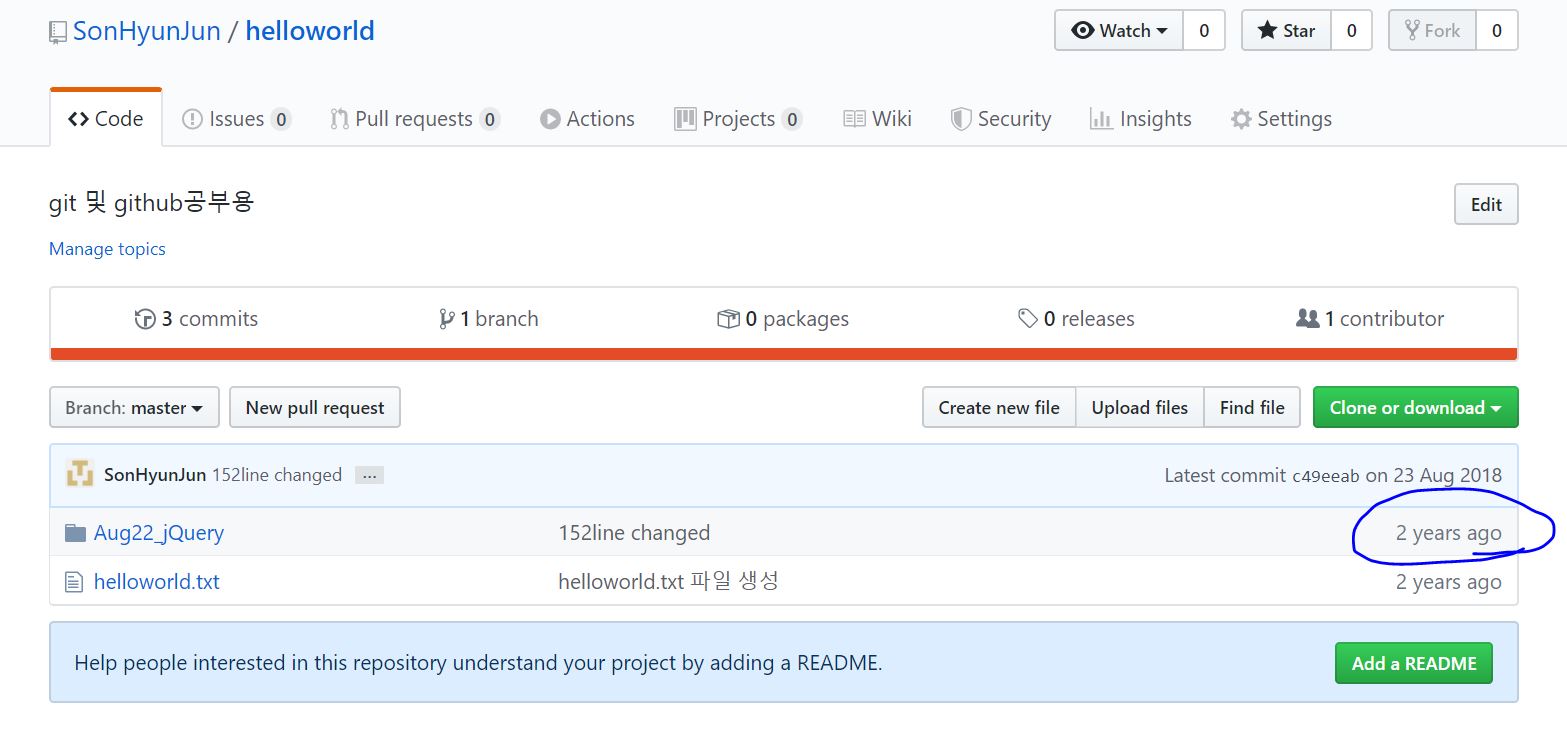 SonHyunJun / helloworld
Watch 0 Star 0 Fork 0
Code Issues 0 Pull requests 0 Actions Projects 0 Wiki Security Insights Settings
git 및 github공부용 Edit
Manage topics
3 commits 1 branch 0 packages 0 releases 1 contributor
Branch: master New pull request Create new file Upload files Find file Clone or download
SonHyunJun 152line changed ... Latest commit c49eeab on 23 Aug 2018
Aug22_jQuery 152line changed 2 years ago
helloworld.txt helloworld.txt 파일 생성 2 years ago
Help people interested in this repository understand your project by adding a README. Add a README